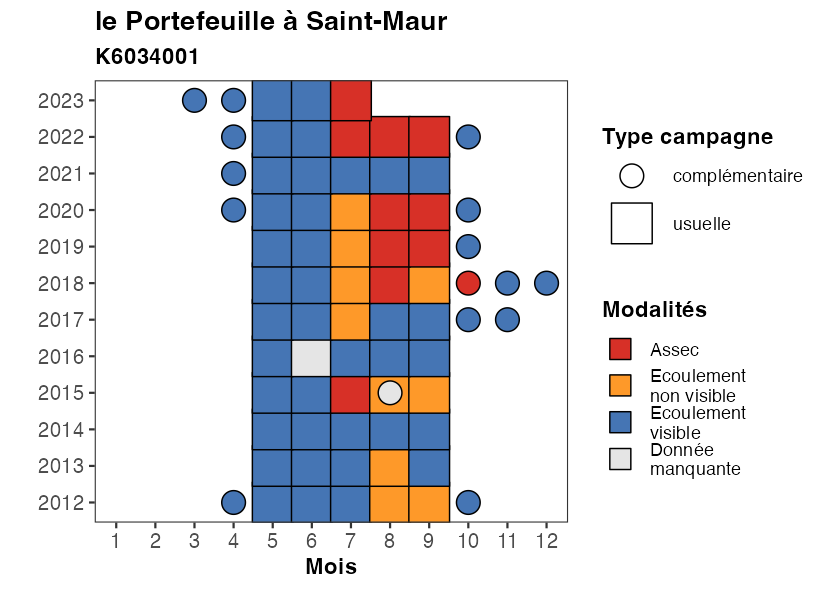 le Portefeuille à Saint-Maur
K6034001
2023
2022
2021
2020
2019
2018
2017
2016
2015
2014
2013
2012
1 2 3 4 5 6 7 8 9 10 11 12
Mois
Type campagne
complémentaire
usuelle
Modalités
Assec
Ecoulement
non visible
Ecoulement
visible
Donnée
manquante